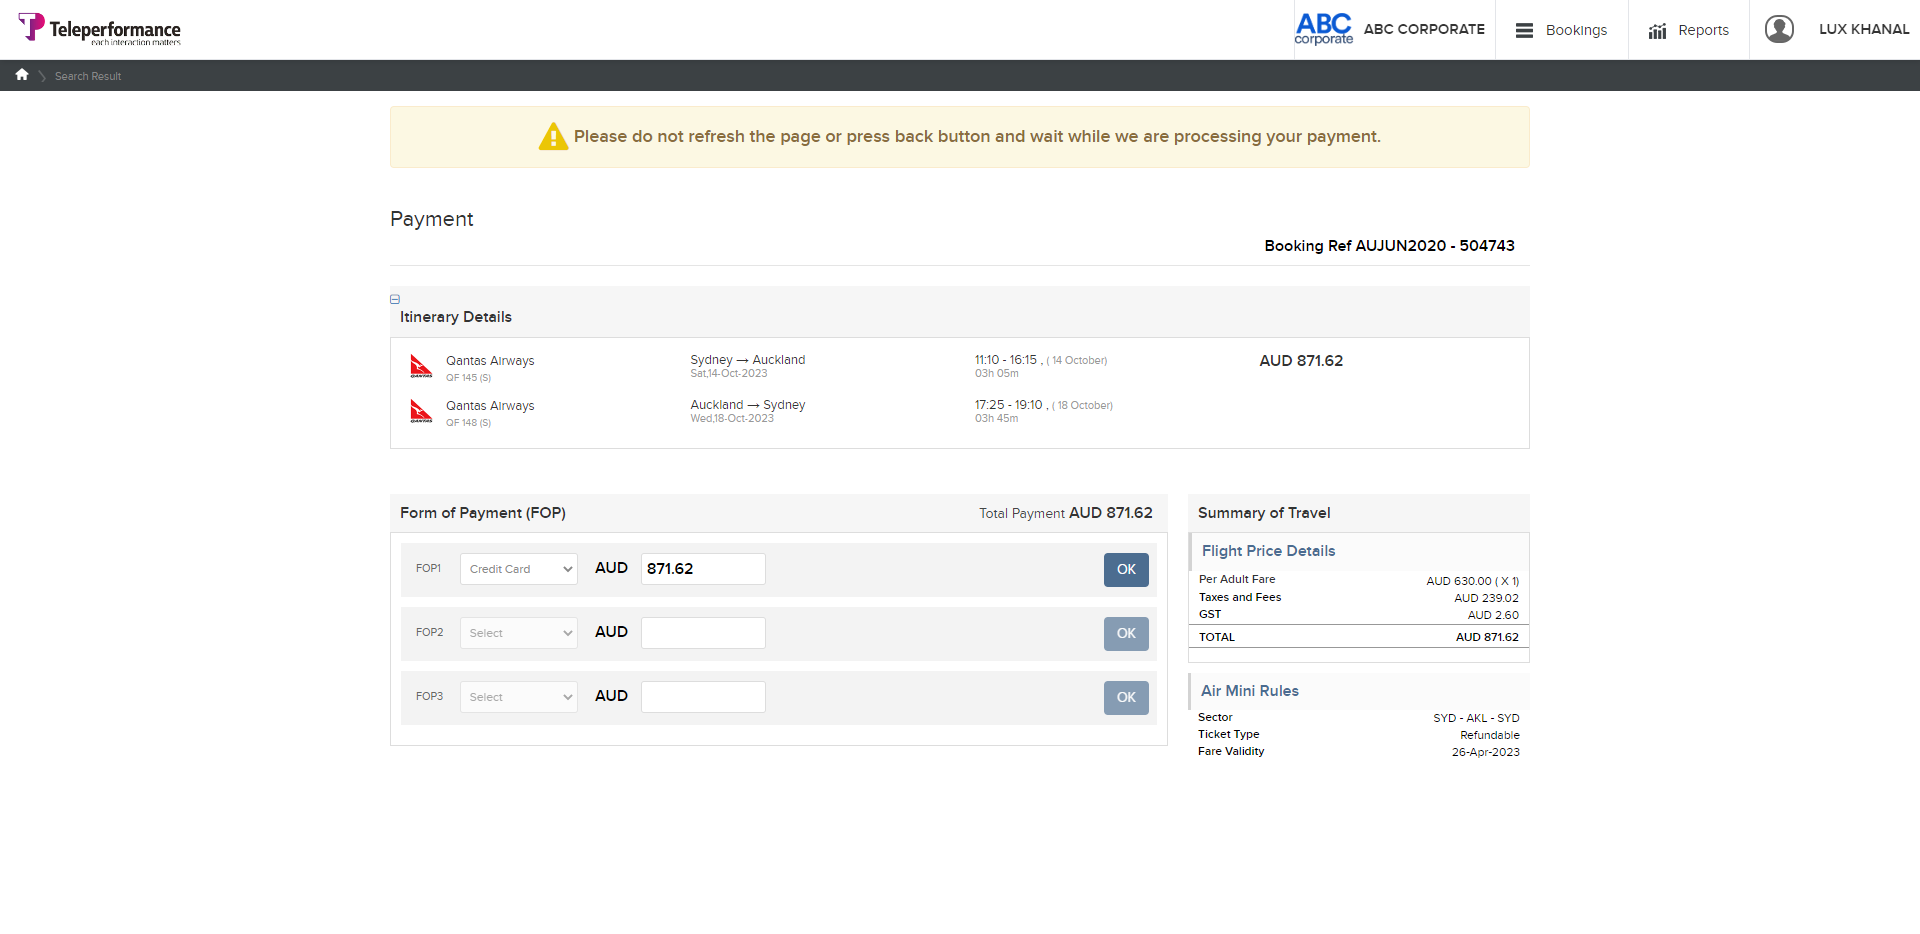 Teleperformance
each interaction matters
ABC
corporate
ABC CORPORATE
Bookings
Reports
LUX KHANAL
Search Result
Please do not refresh the page or press back button and wait while we are processing your payment.
Payment
Booking Ref AUJUN2020 - 504743
Itinerary Details
Qantas Airways
QF 145 (S)
Sydney → Auckland
Sat,14-Oct-2023
11:10 - 16:15 , ( 14 October)
03h 05m
AUD 871.62
Qantas Airways
QF 148 (S)
Auckland → Sydney
Wed,18-Oct-2023
17:25 - 19:10 , ( 18 October)
03h 45m
Form of Payment (FOP)
Total Payment AUD 871.62
FOP1 Credit Card AUD 871.62 OK
FOP2 Select AUD OK
FOP3 Select AUD OK
Summary of Travel
Flight Price Details
Per Adult Fare AUD 630.00 ( X 1)
Taxes and Fees AUD 239.02
GST AUD 2.60
TOTAL AUD 871.62
Air Mini Rules
Sector SYD - AKL - SYD
Ticket Type Refundable
Fare Validity 26-Apr-2023